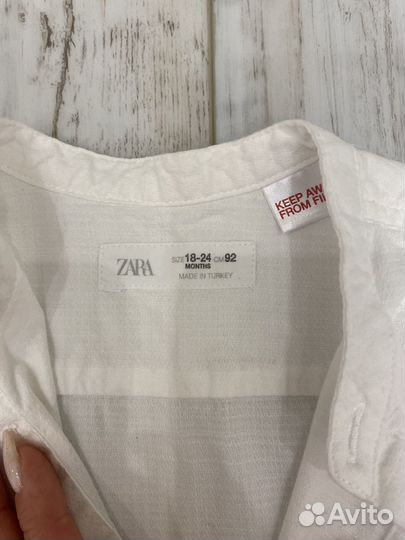 KEEP AW
FROM FI
ZARA
SIZE 18-24 CM 92
MONTHS
MADE IN TURKEY
Avito